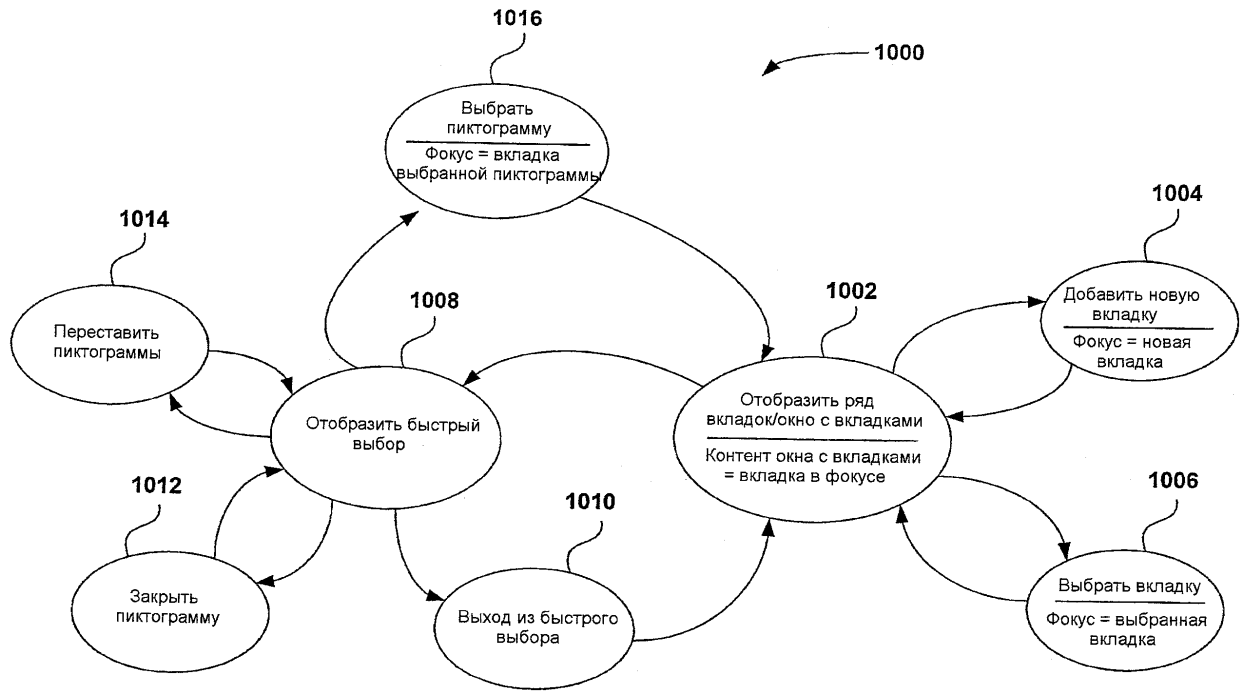 1016
1000
Выбрать
пиктограмму
Фокус = вкладка
выбранной пиктограммы
1014
1004
Переставить
пиктограммы
1008
1002
Добавить новую
вкладку
Фокус = новая
вкладка
Отобразить быстрый
выбор
Отобразить ряд
вкладок/окно с вкладками
Контент окна с вкладками
= вкладка в фокусе
1012
1010
1006
Закрыть
пиктограмму
Выход из быстрого
выбора
Выбрать вкладку
Фокус = выбранная
вкладка